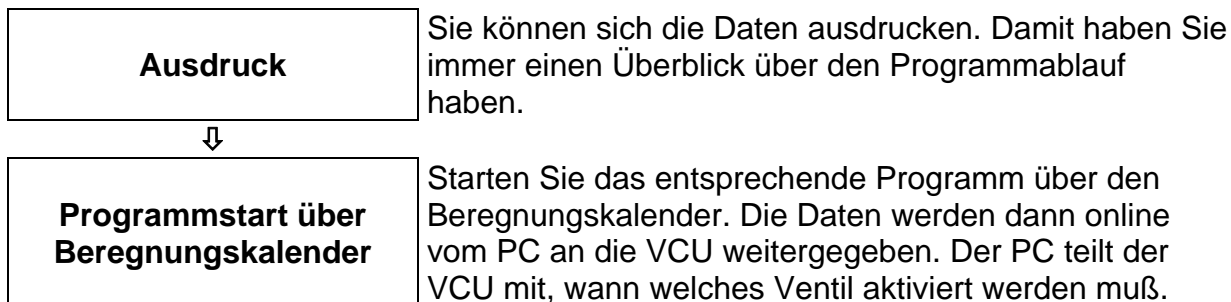 Ausdruck
Sie können sich die Daten ausdrucken. Damit haben Sie
immer einen Überblick über den Programmablauf
haben.
⇩
Programmstart über
Beregnungskalender
Starten Sie das entsprechende Programm über den
Beregnungskalender. Die Daten werden dann online
vom PC an die VCU weitergegeben. Der PC teilt der
VCU mit, wann welches Ventil aktiviert werden muß.